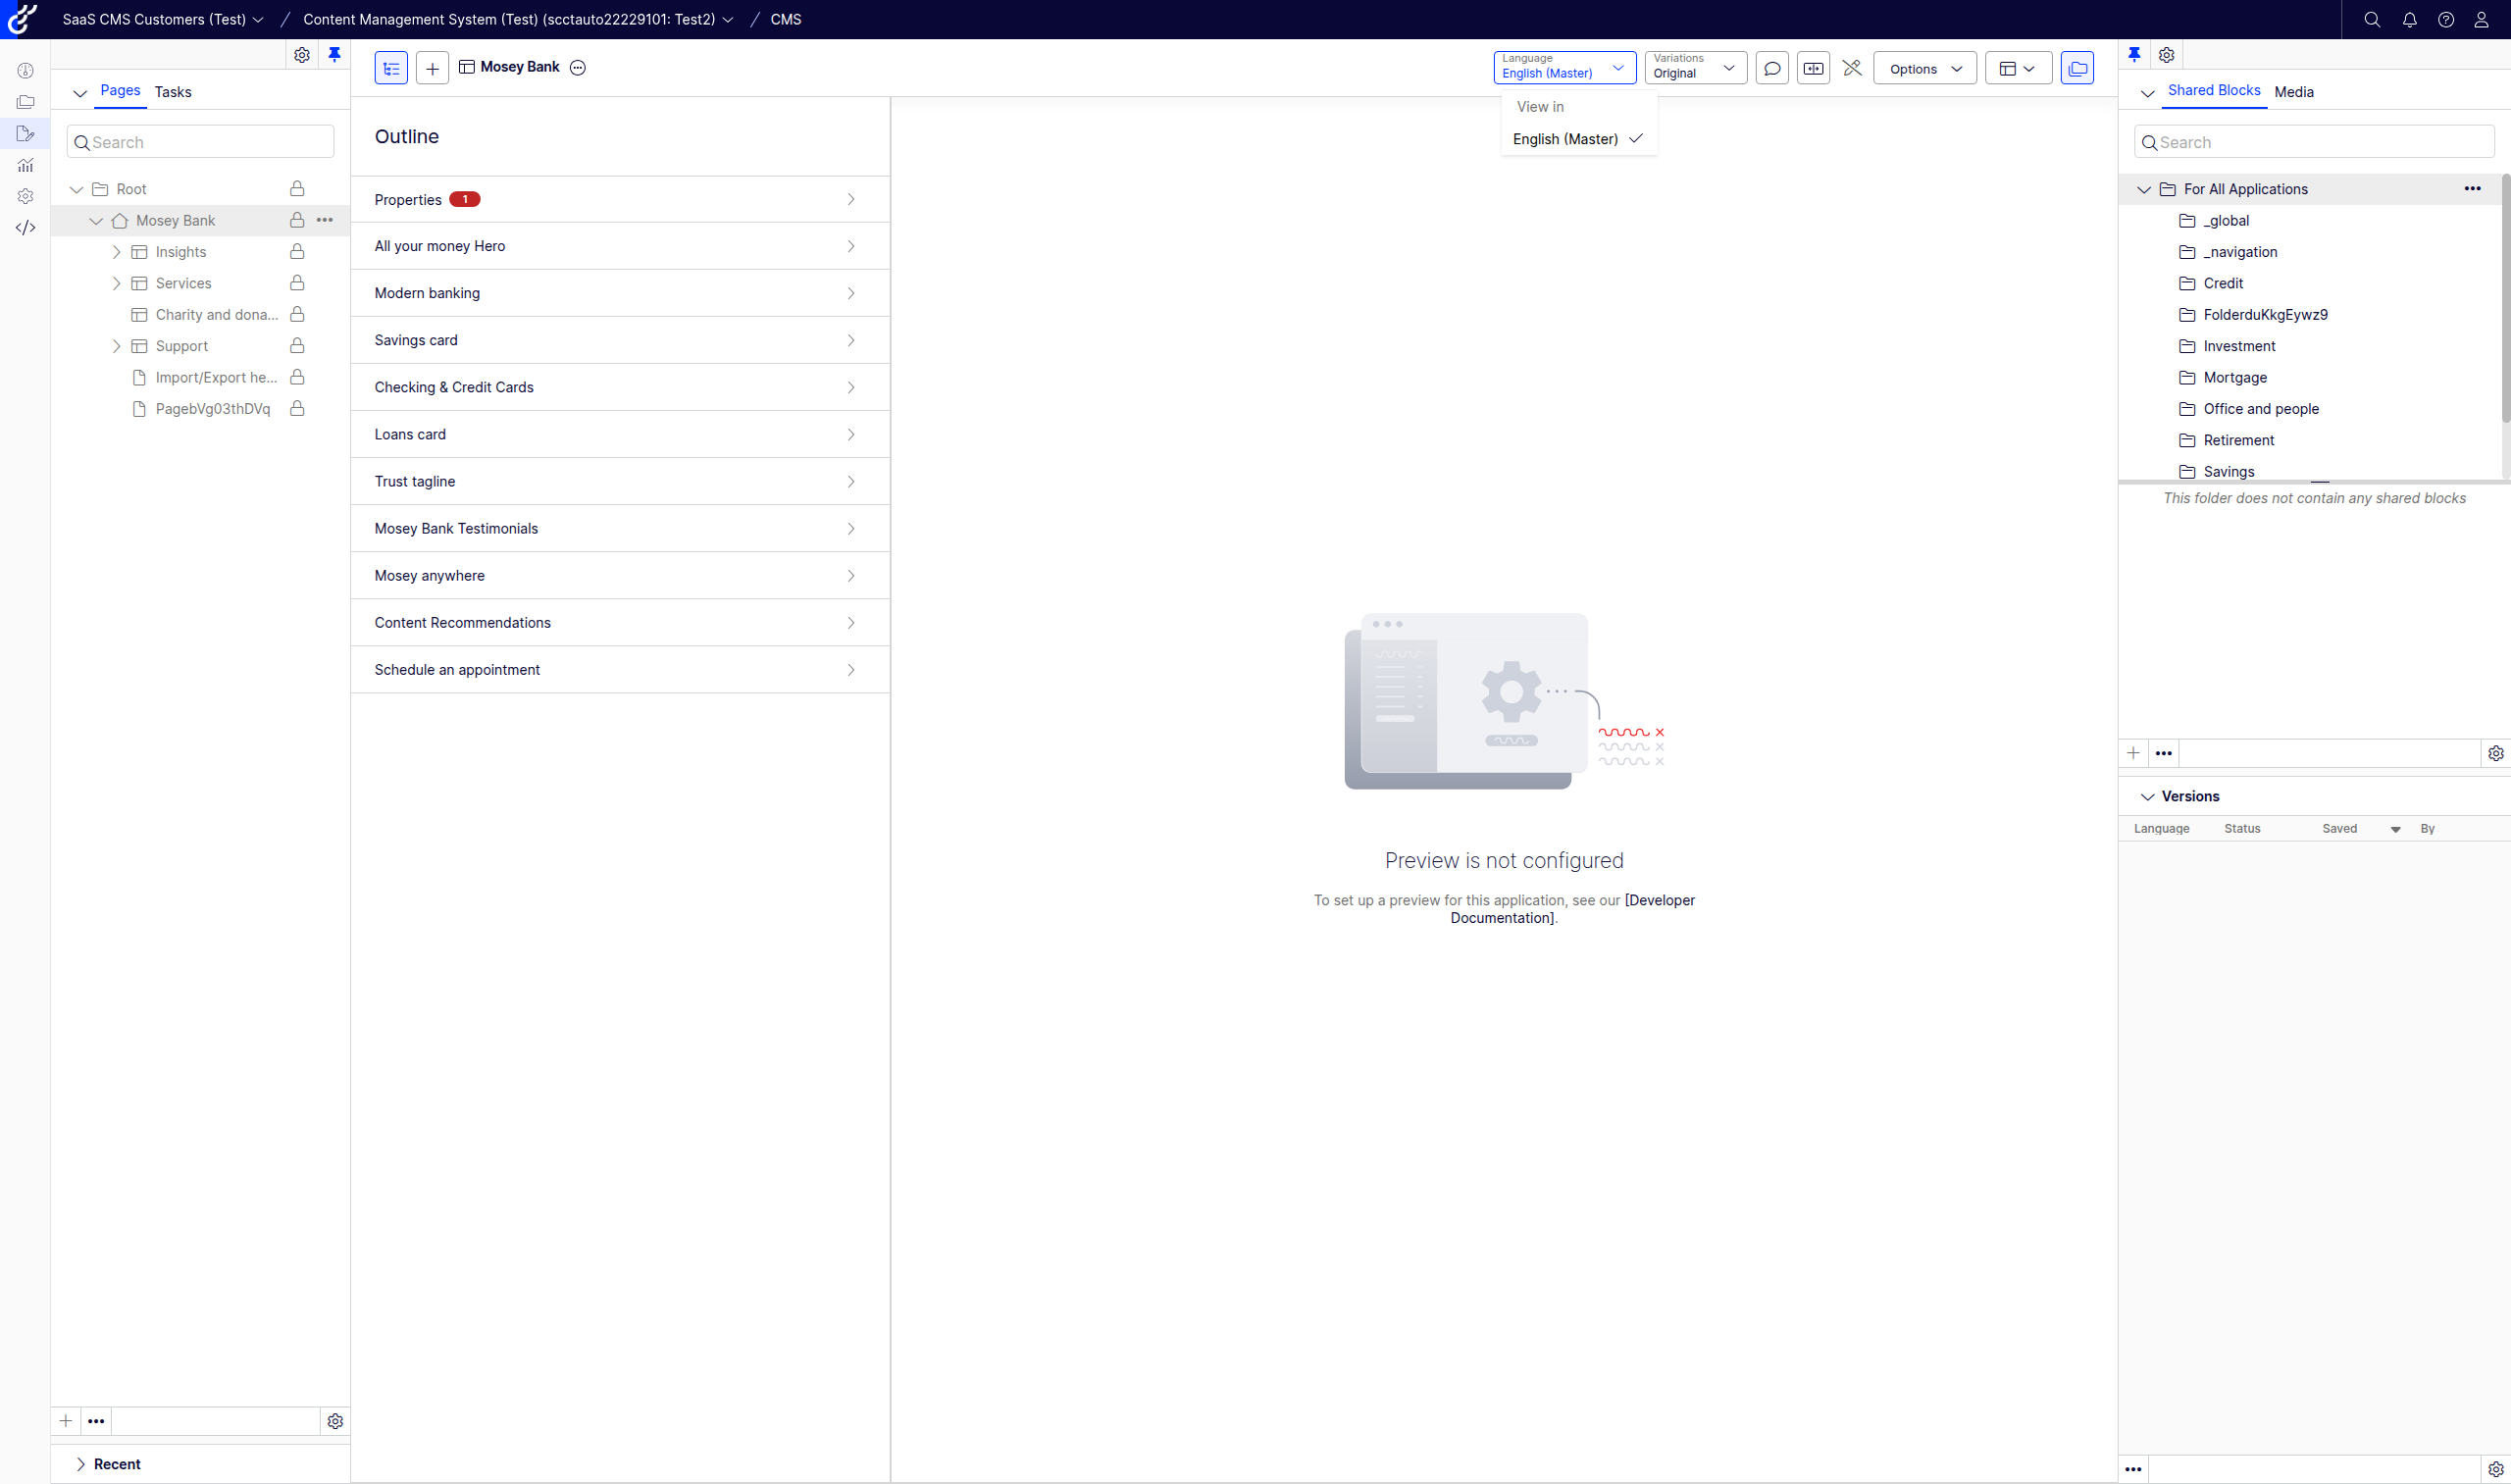 SaaS CMS Customers (Test) / Content Management System (Test) (scctauto22229101: Test2) / CMS
Pages Tasks
Search
Root
Mosey Bank
Insights
Services
Charity and dona...
Support
Import/Export he...
PagebVg03thDVq
Recent
Mosey Bank
Language
English (Master)
Variations
Original
Options
View in
English (Master)
Outline
Properties 1
All your money Hero
Modern banking
Savings card
Checking & Credit Cards
Loans card
Trust tagline
Mosey Bank Testimonials
Mosey anywhere
Content Recommendations
Schedule an appointment
Preview is not configured
To set up a preview for this application, see our [Developer
Documentation].
Shared Blocks Media
Search
For All Applications
_global
_navigation
Credit
FolderduKkgEywz9
Investment
Mortgage
Office and people
Retirement
Savings
This folder does not contain any shared blocks
Versions
Language Status Saved By